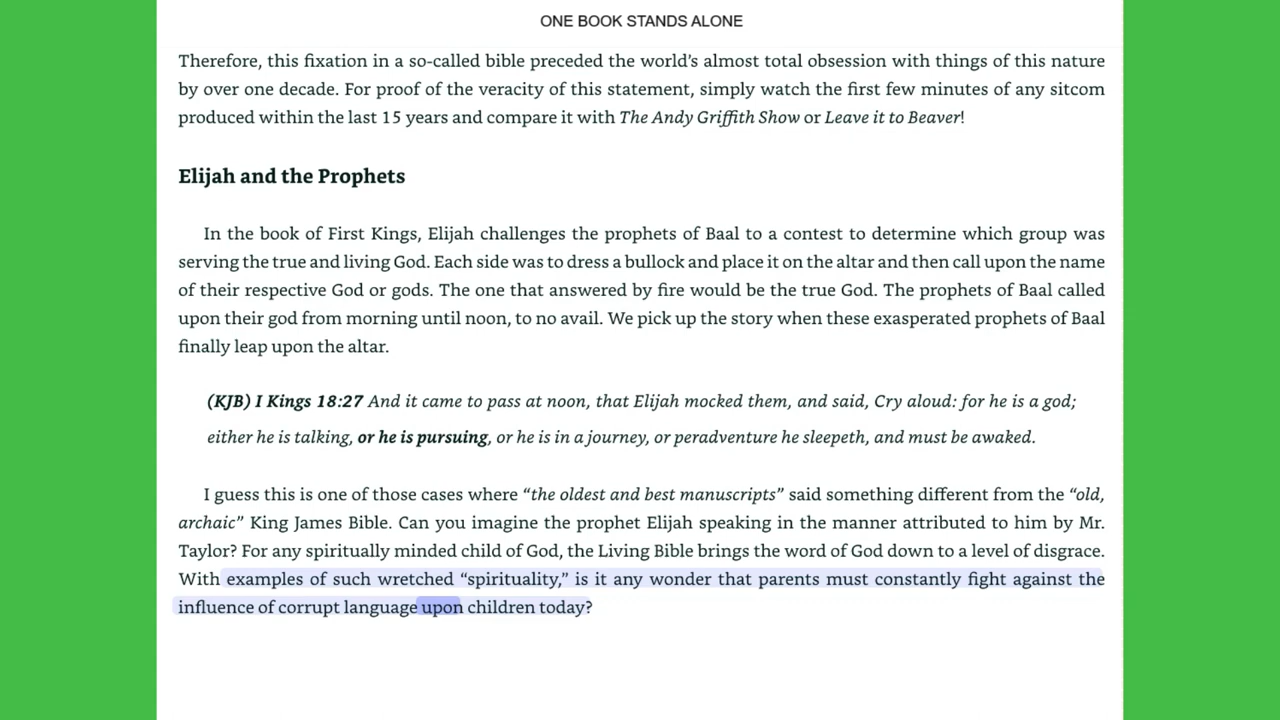 ONE BOOK STANDS ALONE
Therefore, this fixation in a so-called bible preceded the world’s almost total obsession with things of this nature
by over one decade. For proof of the veracity of this statement, simply watch the first few minutes of any sitcom
produced within the last 15 years and compare it with The Andy Griffith Show or Leave it to Beaver!
Elijah and the Prophets
In the book of First Kings, Elijah challenges the prophets of Baal to a contest to determine which group was
serving the true and living God. Each side was to dress a bullock and place it on the altar and then call upon the name
of their respective God or gods. The one that answered by fire would be the true God. The prophets of Baal called
upon their god from morning until noon, to no avail. We pick up the story when these exasperated prophets of Baal
finally leap upon the altar.
(KJB) I Kings 18:27 And it came to pass at noon, that Elijah mocked them, and said, Cry aloud: for he is a god;
either he is talking, or he is pursuing, or he is in a journey, or peradventure he sleepeth, and must be awaked.
I guess this is one of those cases where “the oldest and best manuscripts” said something different from the “old,
archaic” King James Bible. Can you imagine the prophet Elijah speaking in the manner attributed to him by Mr.
Taylor? For any spiritually minded child of God, the Living Bible brings the word of God down to a level of disgrace.
With examples of such wretched “spirituality,” is it any wonder that parents must constantly fight against the
influence of corrupt language upon children today?